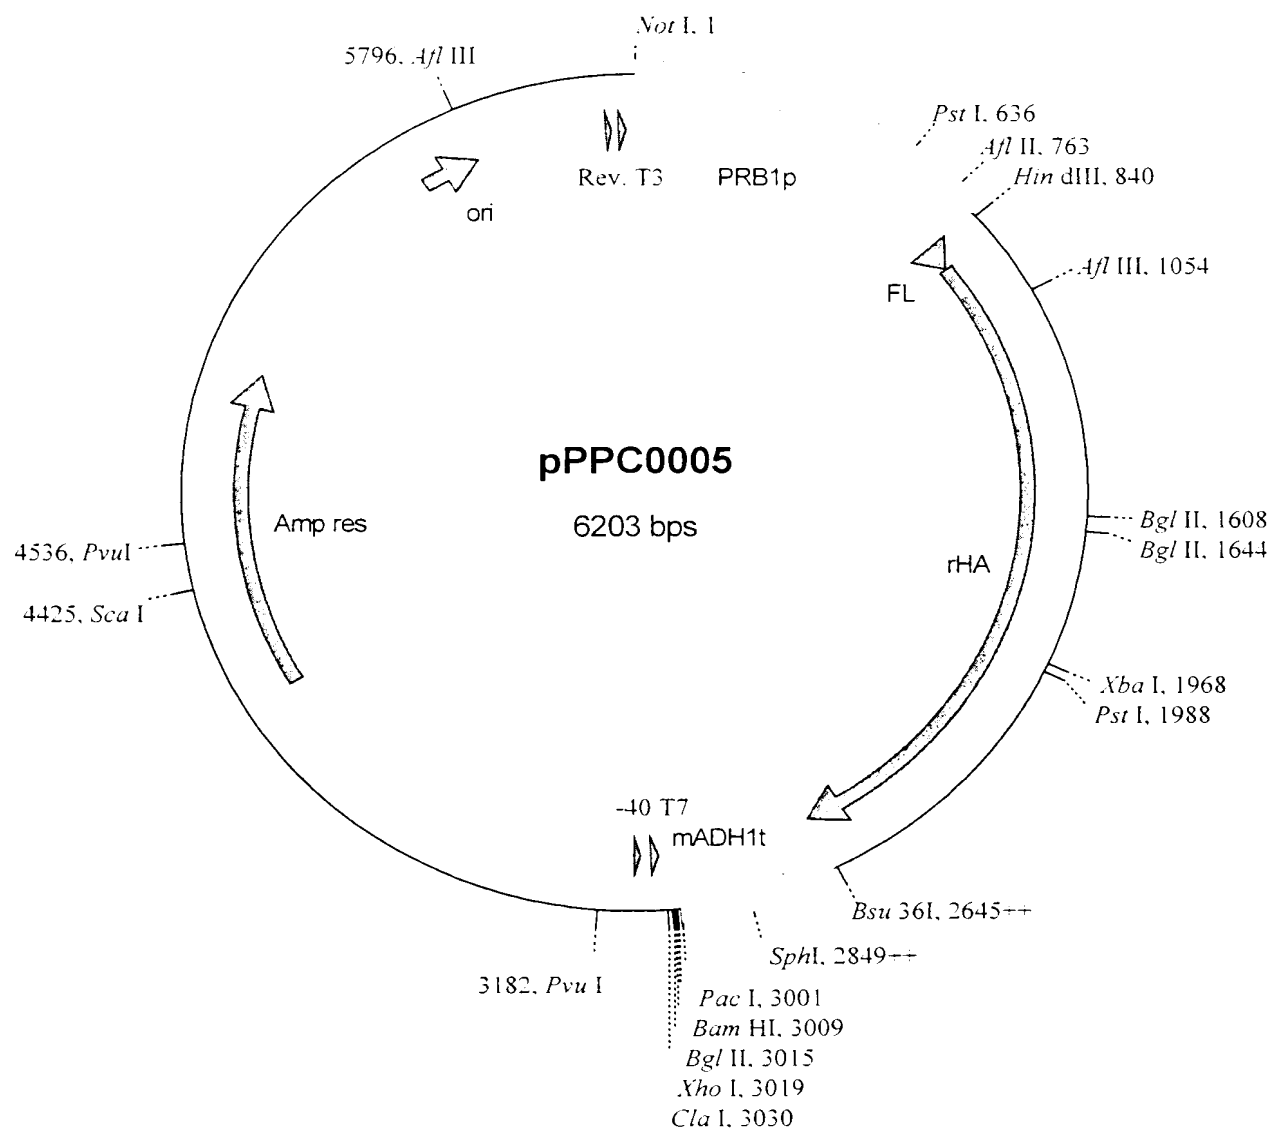 Not I, 1
5796, Afl III
Pst I, 636
Afl II, 763
Hin dIII, 840
Rev. T3
PRB1p
ori
Afl III, 1054
FL
pPPC0005
6203 bps
Amp res
Bgl II, 1608
Bgl II, 1644
4536, PvuI
rHA
4425, Sca I
Xba I, 1968
Pst I, 1988
-40 T7
mADH1t
Bsu 36I, 2645++
SphI, 2849++
3182, Pvu I
Pac I, 3001
Bam HI, 3009
Bgl II, 3015
Xho I, 3019
Cla I, 3030